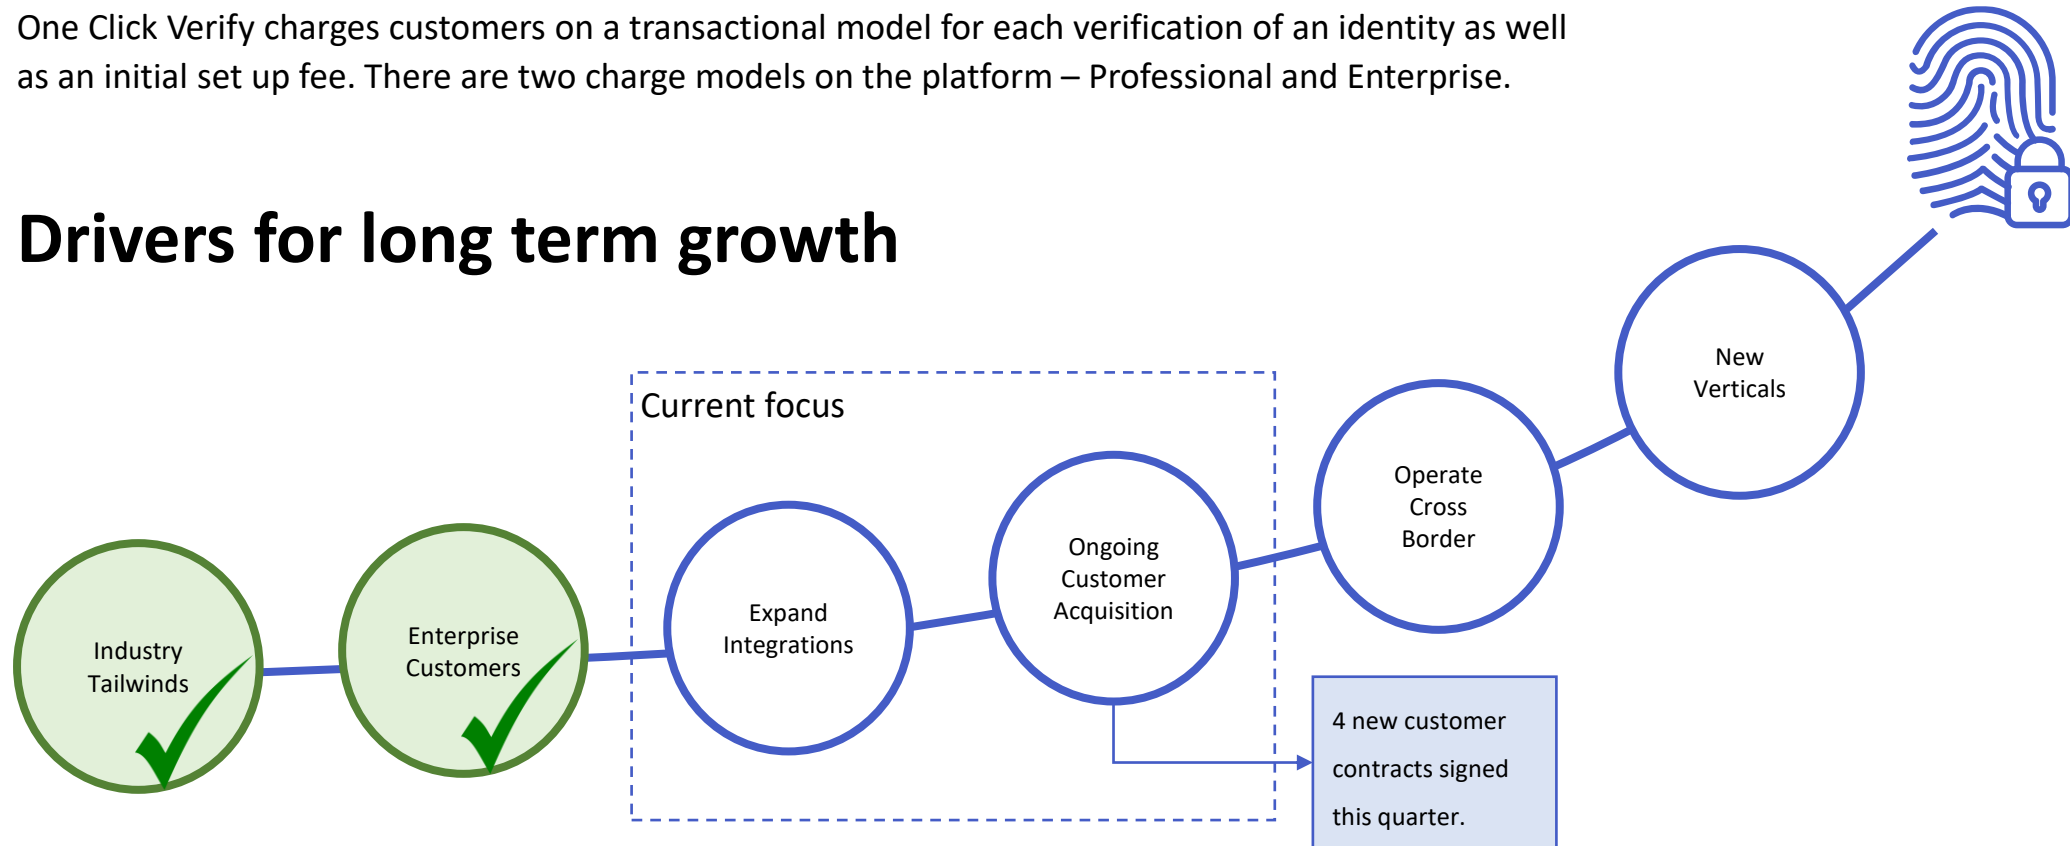 One Click Verify charges customers on a transactional model for each verification of an identity as well
as an initial set up fee. There are two charge models on the platform – Professional and Enterprise.
Drivers for long term growth
Current focus
Industry
Tailwinds
Enterprise
Customers
Expand
Integrations
Ongoing
Customer
Acquisition
Operate
Cross
Border
New
Verticals
4 new customer
contracts signed
this quarter.